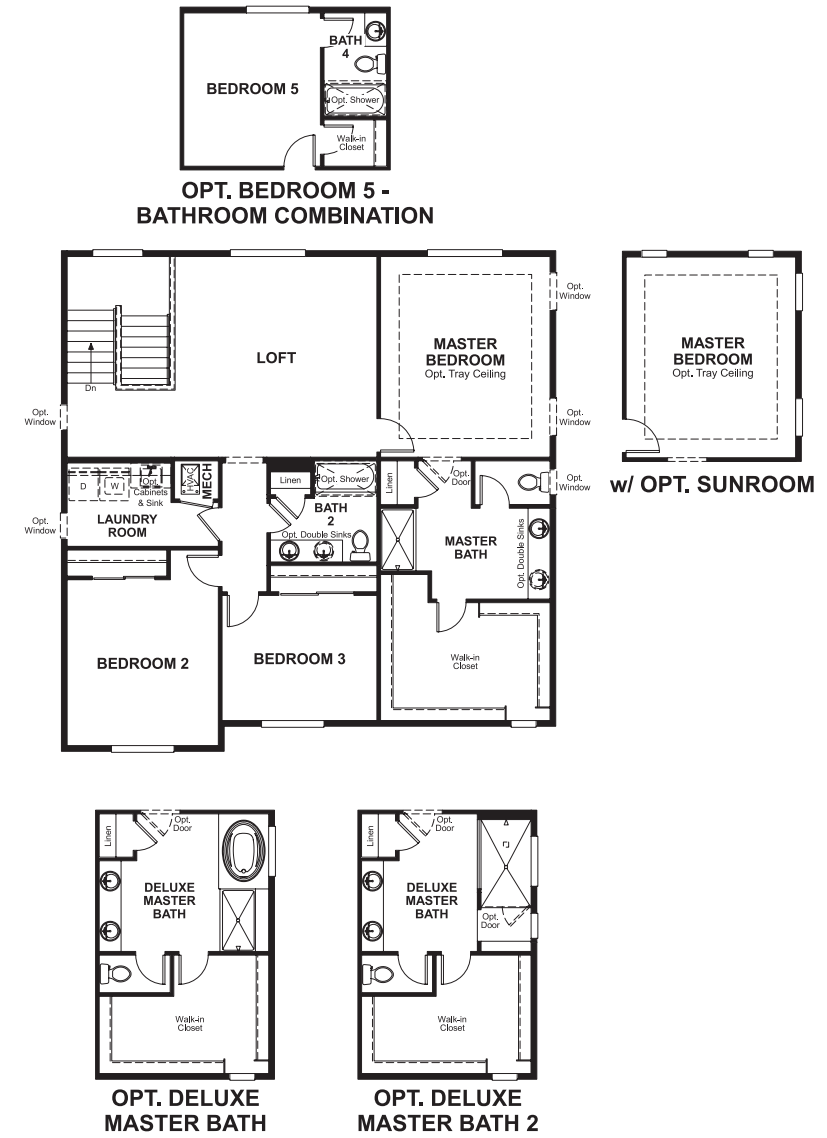 BATH
4
BEDROOM 5
Opt. Shower
Walk-in
Closet
OPT. BEDROOM 5 -
BATHROOM COMBINATION
Opt.
Window
LOFT
MASTER
BEDROOM
Opt. Tray Ceiling
Dn
Opt.
Window
Opt.
Window
MASTER
BEDROOM
Opt. Tray Ceiling
w/ OPT. SUNROOM
D
W
Opt.
Cabinets
& Sink
HVAC
MECH
Linen
Opt. Shower
Linen
Opt.
Door
Opt.
Window
Opt.
Window
LAUNDRY
ROOM
BATH
2
Opt. Double Sinks
MASTER
BATH
Opt. Double Sinks
BEDROOM 2
BEDROOM 3
Walk-in
Closet
Linen
Opt.
Door
DELUXE
MASTER
BATH
Walk-in
Closet
OPT. DELUXE
MASTER BATH
Linen
Opt.
Door
DELUXE
MASTER
BATH
Opt.
Door
Walk-in
Closet
OPT. DELUXE
MASTER BATH 2